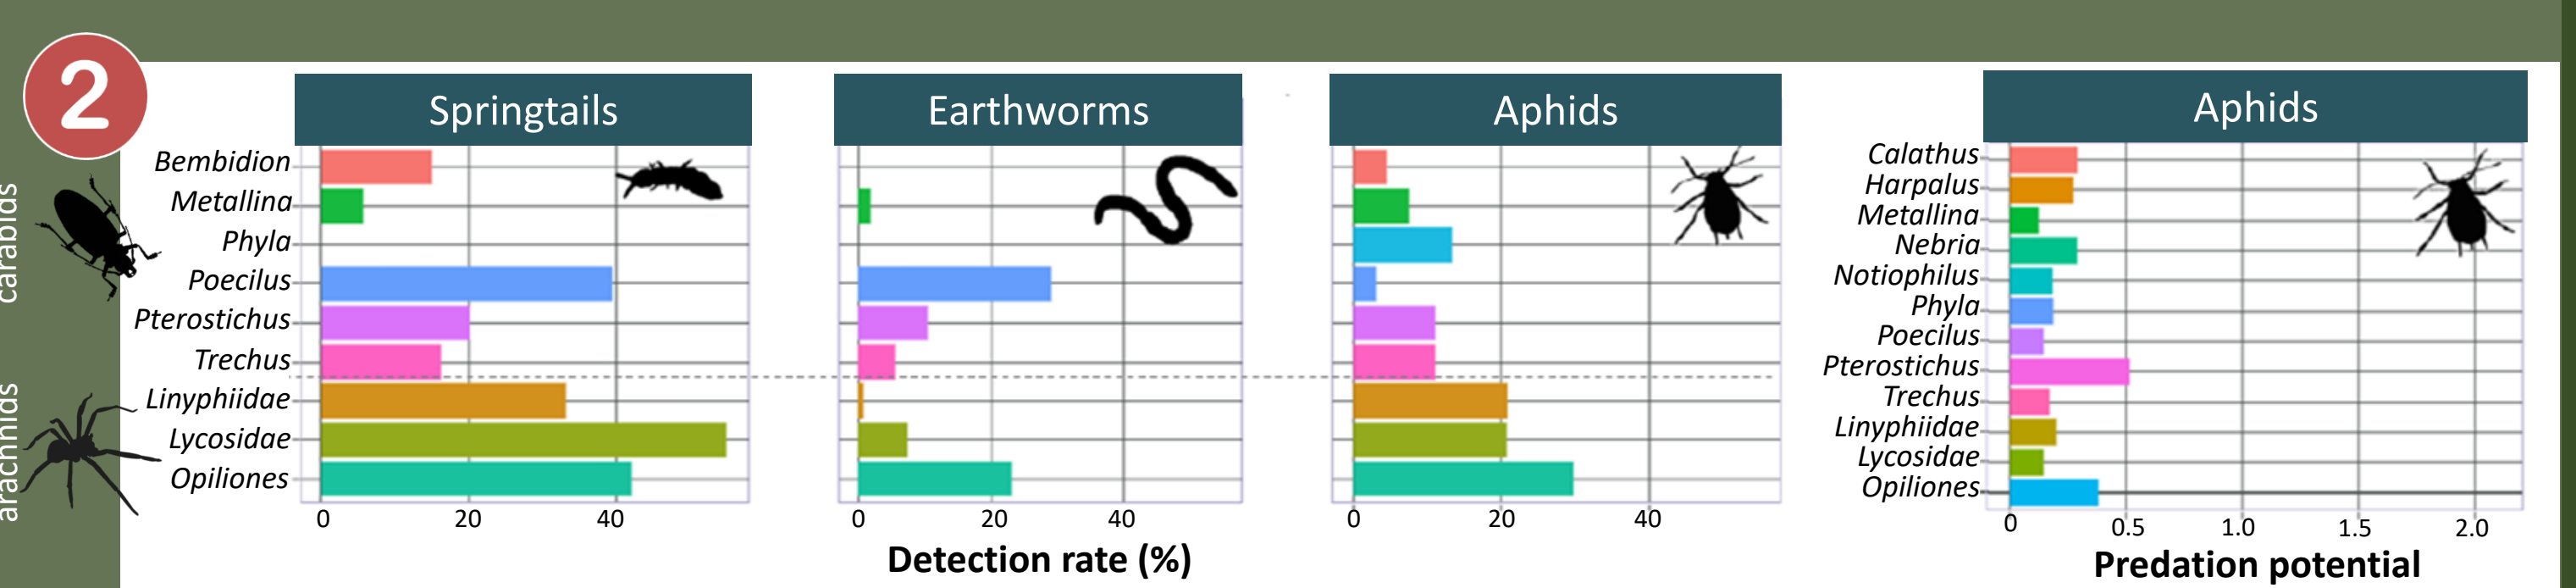 2
Springtails
Earthworms
Aphids
Aphids
carabids
arachnids
Bembidion
Metallina
Phyla
Poecilus
Pterostichus
Trechus
Linyphiidae
Lycosidae
Opiliones
0 20 40
0 20 40
0 20 40
Detection rate (%)
Calathus
Harpalus
Metallina
Nebria
Notiophilus
Phyla
Poecilus
Pterostichus
Trechus
Linyphiidae
Lycosidae
Opiliones
0 0.5 1.0 1.5 2.0
Predation potential